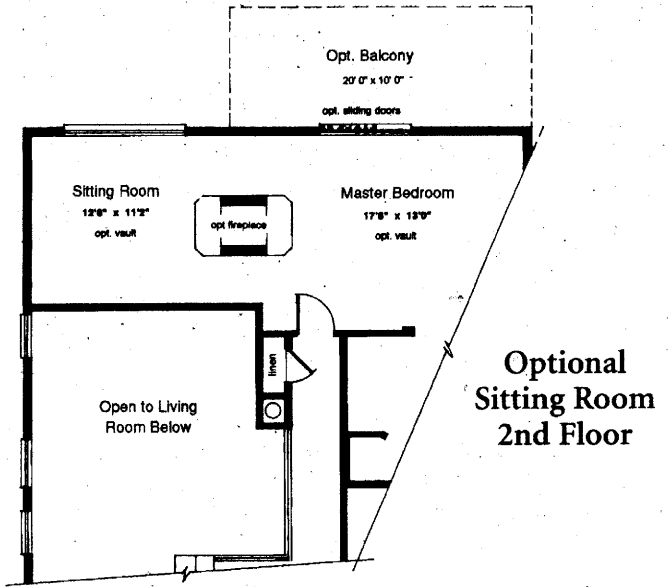 Opt. Balcony
20' 0" x 10' 0"
opt. sliding doors
Sitting Room
12'6" x 11'2"
opt. vault
opt fireplace
Master Bedroom
17'8" x 13'0"
opt. vault
linen
Open to Living
Room Below
Optional
Sitting Room
2nd Floor